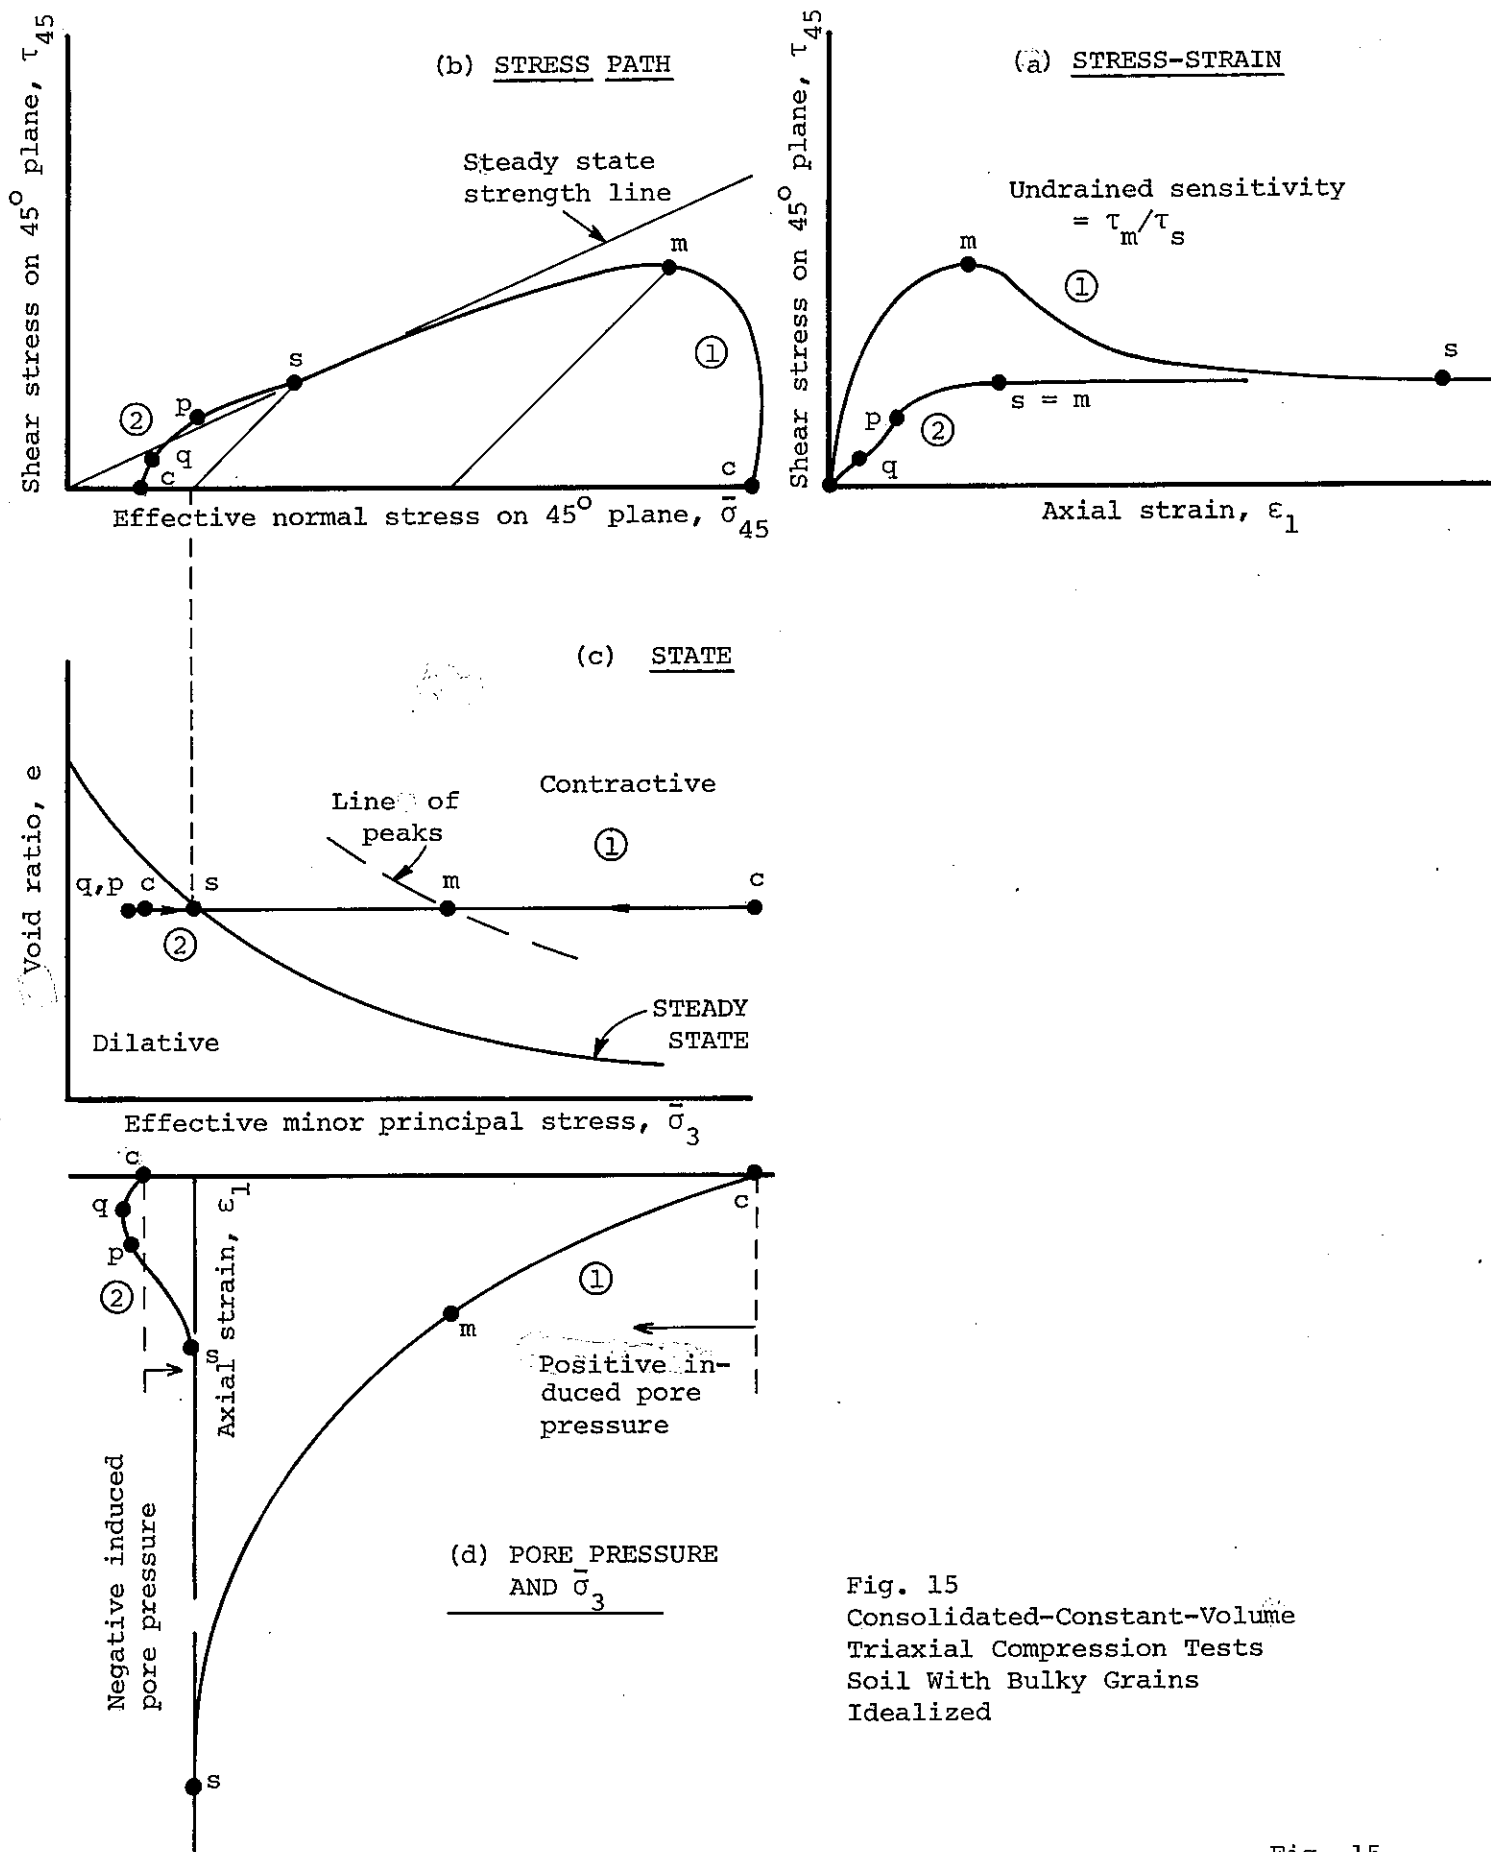 (b) STRESS PATH
Shear stress on 45° plane, τ45
Steady state
strength line
m
s
p
q
c
c
①
②
Effective normal stress on 45° plane, σ̄45
(a) STRESS-STRAIN
Shear stress on 45° plane, τ45
Undrained sensitivity
= τm/τs
m
①
s
s = m
p
②
q
Axial strain, ε1
(c) STATE
Void ratio, e
Contractive
Line of
peaks
①
q,p
c
s
m
c
②
Dilative
STEADY
STATE
Effective minor principal stress, σ̄3
c
q
p
②
s
Axial strain, ε1
c
①
m
Positive in-
duced pore
pressure
Negative induced
pore pressure
(d) PORE PRESSURE
AND σ̄3
s
Fig. 15
Consolidated-Constant-Volume
Triaxial Compression Tests
Soil With Bulky Grains
Idealized
Fig. 15